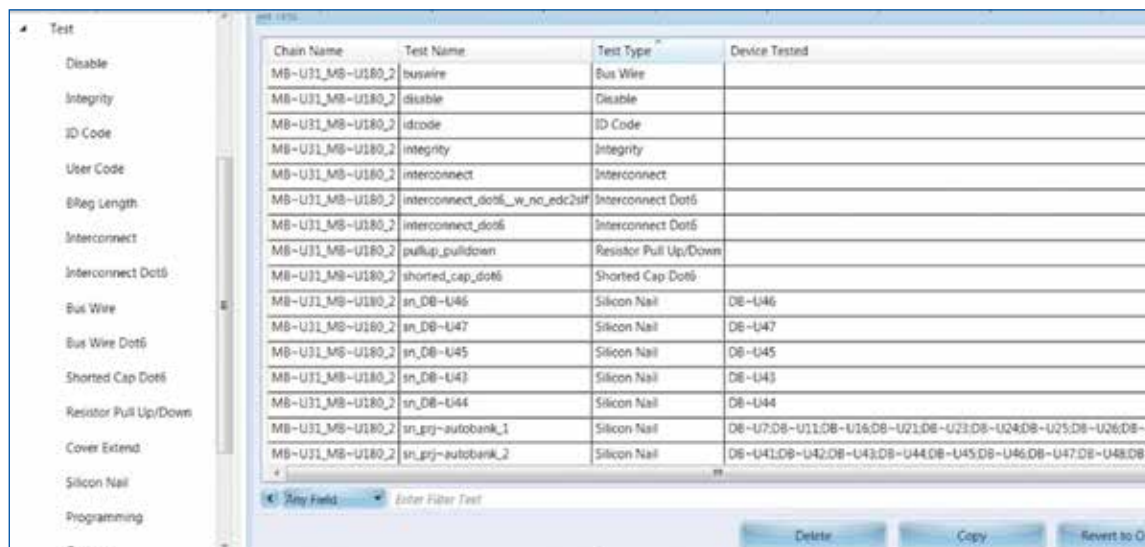 Test
Disable
Integrity
ID Code
User Code
BReg Length
Interconnect
Interconnect Dot6
Bus Wire
Bus Wire Dot6
Shorted Cap Dot6
Resistor Pull Up/Down
Cover Extend
Silicon Nail
Programming
Chain Name Test Name Test Type Device Tested
MB~U31_MB~U180_2 buswire Bus Wire
MB~U31_MB~U180_2 disable Disable
MB~U31_MB~U180_2 idcode ID Code
MB~U31_MB~U180_2 integrity Integrity
MB~U31_MB~U180_2 interconnect Interconnect
MB~U31_MB~U180_2 interconnect_dot6_w_no_edc2slf Interconnect Dot6
MB~U31_MB~U180_2 interconnect_dot6 Interconnect Dot6
MB~U31_MB~U180_2 pullup_pulldown Resistor Pull Up/Down
MB~U31_MB~U180_2 shorted_cap_dot6 Shorted Cap Dot6
MB~U31_MB~U180_2 sn_DB~U46 Silicon Nail DB~U46
MB~U31_MB~U180_2 sn_DB~U47 Silicon Nail DB~U47
MB~U31_MB~U180_2 sn_DB~U45 Silicon Nail DB~U45
MB~U31_MB~U180_2 sn_DB~U43 Silicon Nail DB~U43
MB~U31_MB~U180_2 sn_DB~U44 Silicon Nail DB~U44
MB~U31_MB~U180_2 sn_prj~autobank_1 Silicon Nail DB~U7;DB~U11;DB~U16;DB~U21;DB~U23;DB~U24;DB~U25;DB~U26;DB~
MB~U31_MB~U180_2 sn_prj~autobank_2 Silicon Nail DB~U41;DB~U42;DB~U43;DB~U44;DB~U45;DB~U46;DB~U47;DB~U48;DB
Any Field Enter Filter Text
Delete Copy Revert to